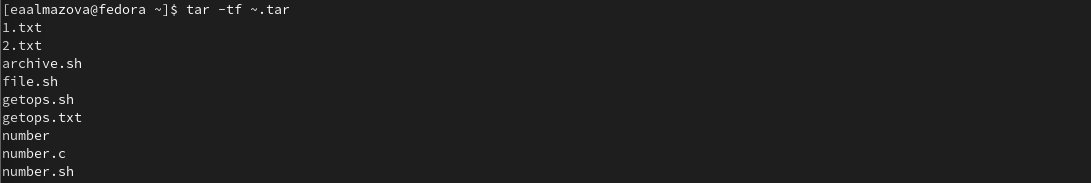 [eaalmazova@fedora ~]$ tar -tf ~.tar
1.txt
2.txt
archive.sh
file.sh
getops.sh
getops.txt
number
number.c
number.sh